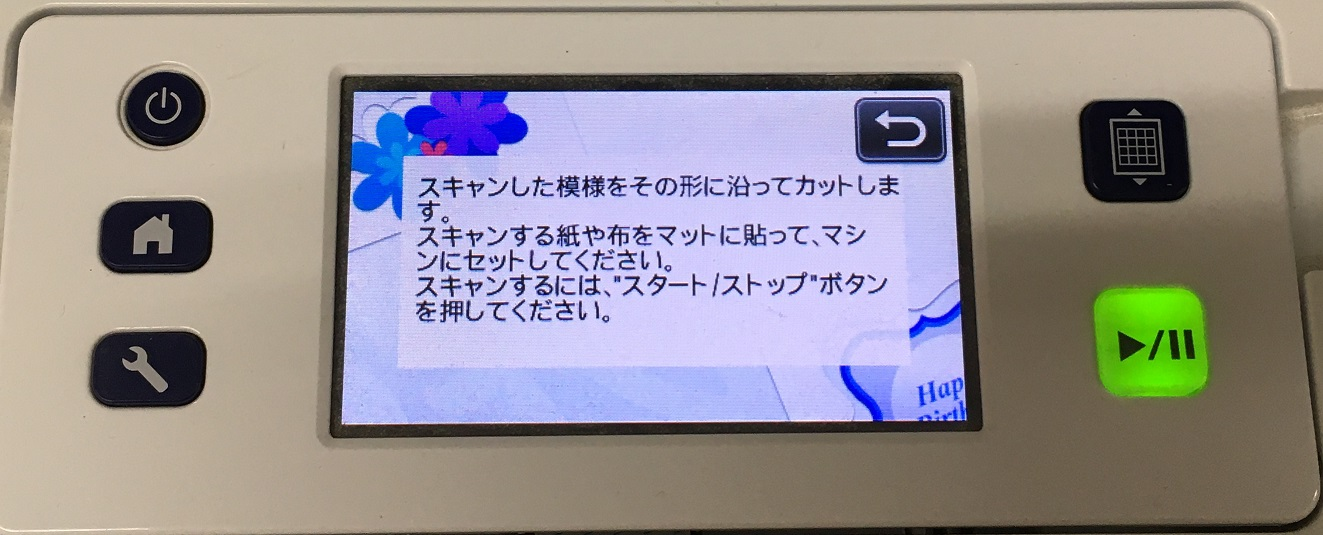 スキャンした模様をその形に沿ってカットしま
す。
スキャンする紙や布をマットに貼って、マシ
ンにセットしてください。
スキャンするには、"スタート/ストップ"ボタン
を押してください。
Hap
Birth